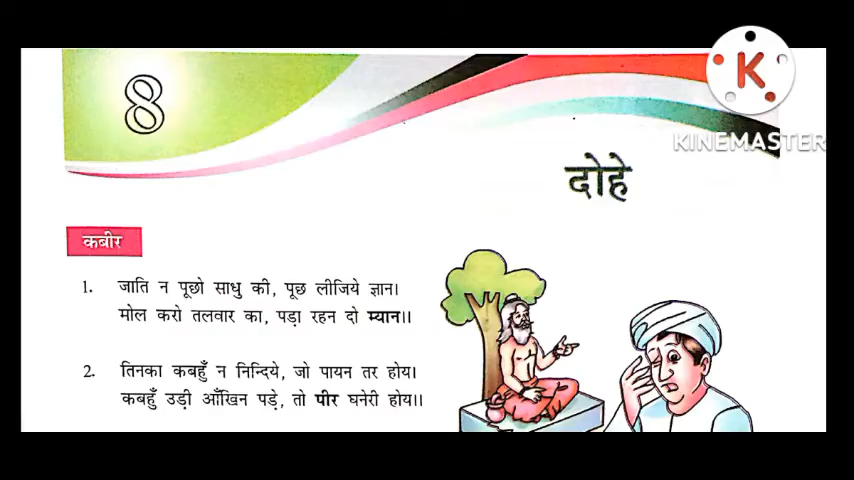 8
K
KINEMASTER
दोहे
कबीर
1. जाति न पूछो साधु की, पूछ लीजिये ज्ञान।
मोल करो तलवार का, पड़ा रहन दो म्यान।।
2. तिनका कबहुँ न निन्दिये, जो पायन तर होय।
कबहुँ उड़ी आँखिन पड़े, तो पीर घनेरी होय।।